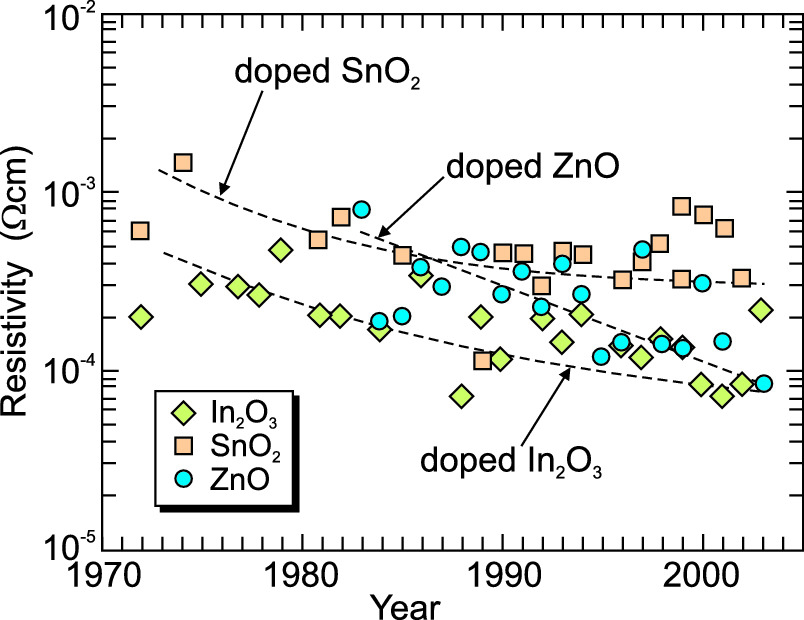 10⁻²
doped SnO₂
doped ZnO
10⁻³
Resistivity (Ωcm)
10⁻⁴
In₂O₃
SnO₂
ZnO
doped In₂O₃
10⁻⁵
1970 1980 1990 2000
Year